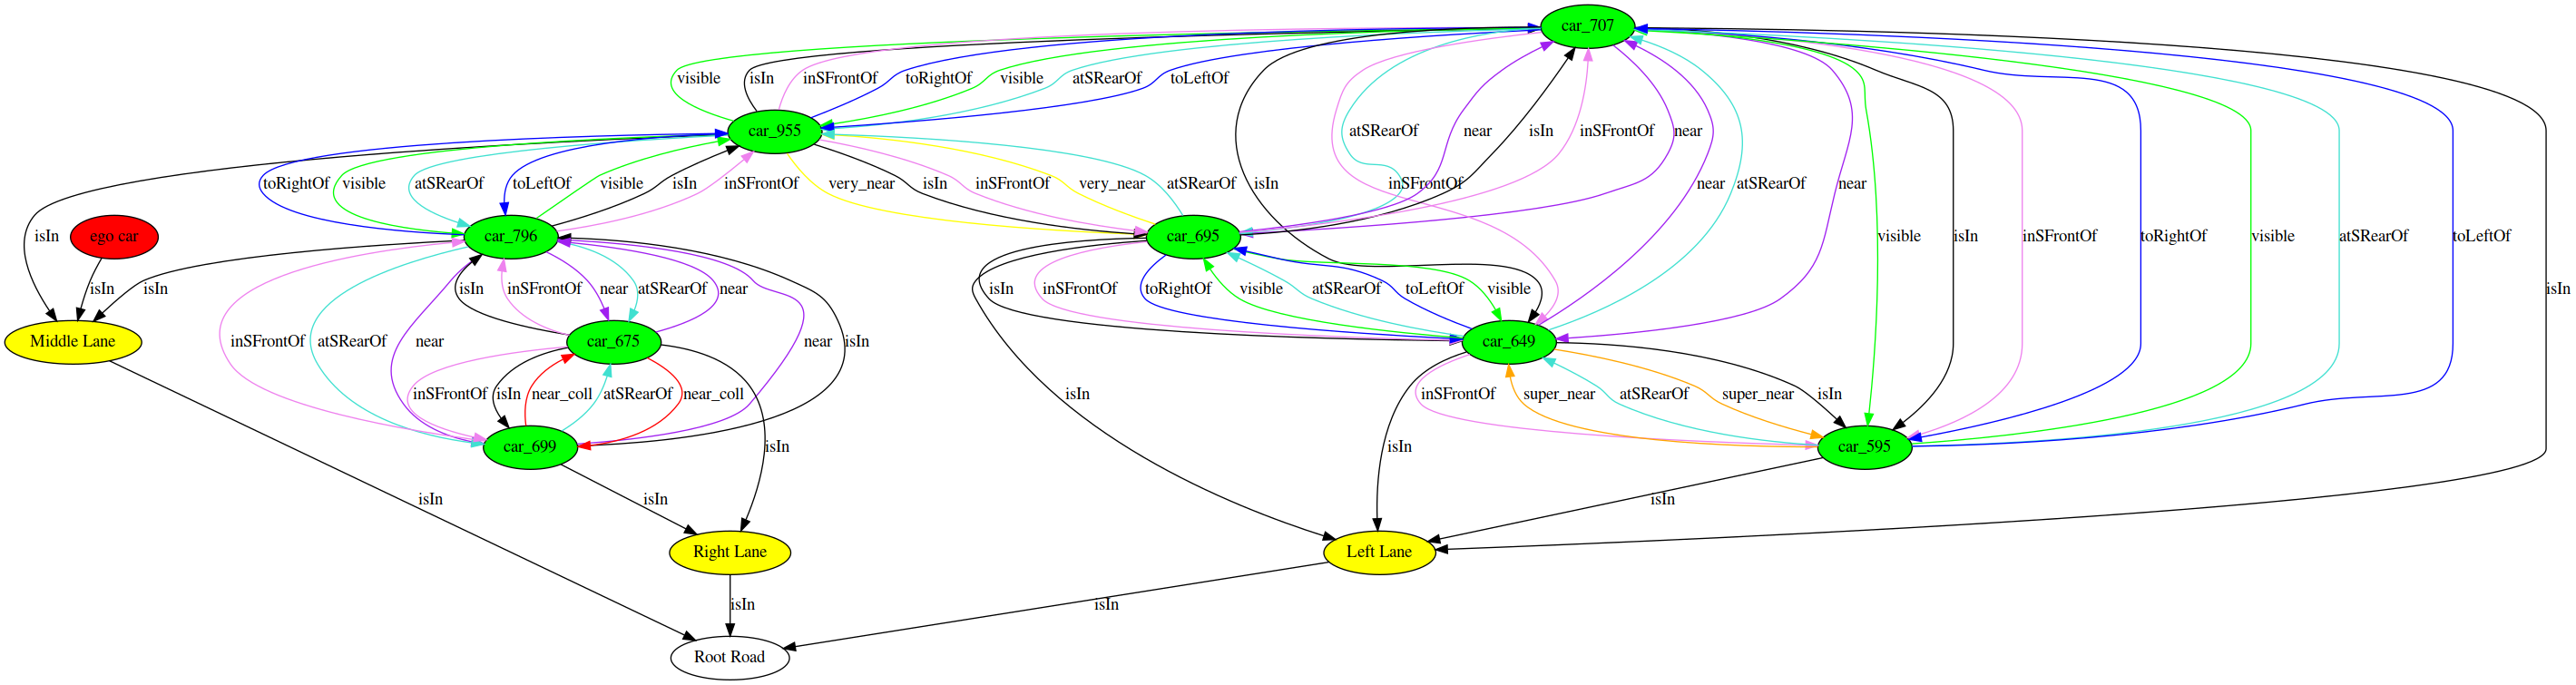 car_707
visible
isIn
inSFrontOf
toRightOf
visible
atSRearOf
toLeftOf
car_955
atSRearOf
near
isIn
inSFrontOf
near
toRightOf
visible
atSRearOf
toLeftOf
visible
isIn
inSFrontOf
very_near
isIn
inSFrontOf
very_near
atSRearOf
isIn
inSFrontOf
near
atSRearOf
near
isIn
ego car
car_796
car_695
visible
isIn
inSFrontOf
toRightOf
visible
atSRearOf
toLeftOf
isIn
isIn
isIn
inSFrontOf
near
atSRearOf
near
isIn
inSFrontOf
toRightOf
visible
atSRearOf
toLeftOf
visible
isIn
Middle Lane
inSFrontOf
atSRearOf
near
car_675
near
isIn
car_649
inSFrontOf
isIn
near_coll
atSRearOf
near_coll
isIn
inSFrontOf
super_near
atSRearOf
super_near
isIn
car_699
isIn
isIn
car_595
isIn
isIn
isIn
Right Lane
Left Lane
isIn
isIn
Root Road